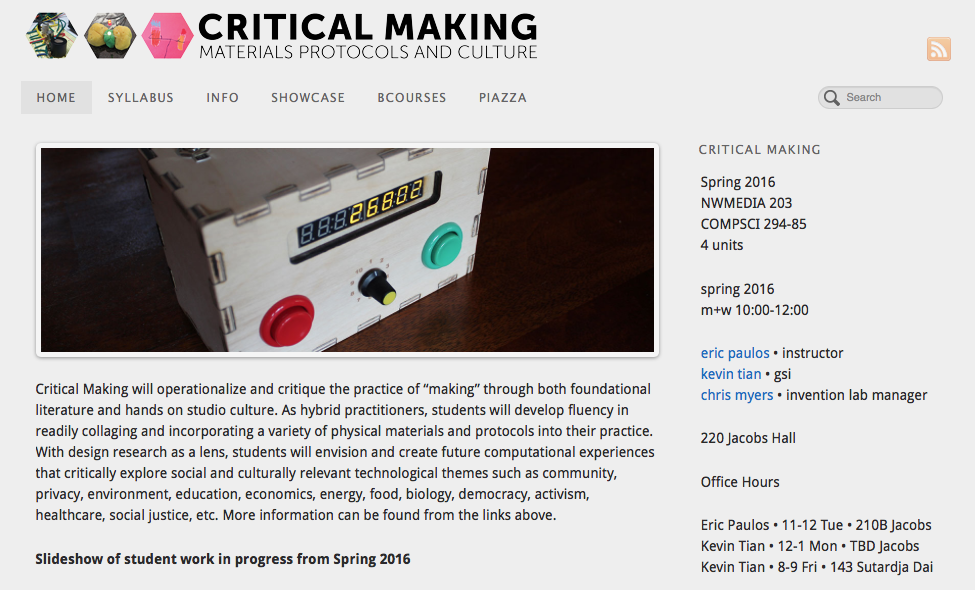 CRITICAL MAKING
MATERIALS PROTOCOLS AND CULTURE
HOME
SYLLABUS
INFO
SHOWCASE
BCOURSES
PIAZZA
Search
26802
Critical Making will operationalize and critique the practice of “making” through both foundational
literature and hands on studio culture. As hybrid practitioners, students will develop fluency in
readily collaging and incorporating a variety of physical materials and protocols into their practice.
With design research as a lens, students will envision and create future computational experiences
that critically explore social and culturally relevant technological themes such as community,
privacy, environment, education, economics, energy, food, biology, democracy, activism,
healthcare, social justice, etc. More information can be found from the links above.
Slideshow of student work in progress from Spring 2016
CRITICAL MAKING
Spring 2016
NWMEDIA 203
COMPSCI 294-85
4 units
spring 2016
m+w 10:00-12:00
eric paulos • instructor
kevin tian • gsi
chris myers • invention lab manager
220 Jacobs Hall
Office Hours
Eric Paulos • 11-12 Tue • 210B Jacobs
Kevin Tian • 12-1 Mon • TBD Jacobs
Kevin Tian • 8-9 Fri • 143 Sutardja Dai